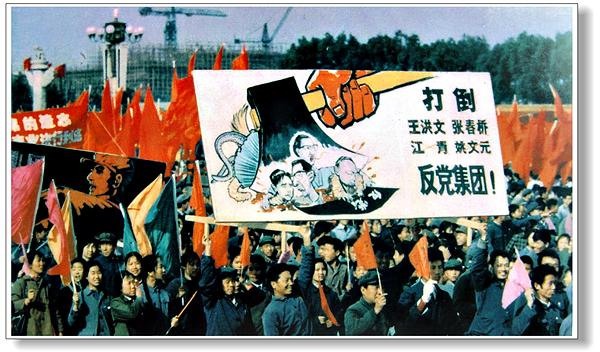 打倒
王洪文 张春桥
江 青 姚文元
反党集团!